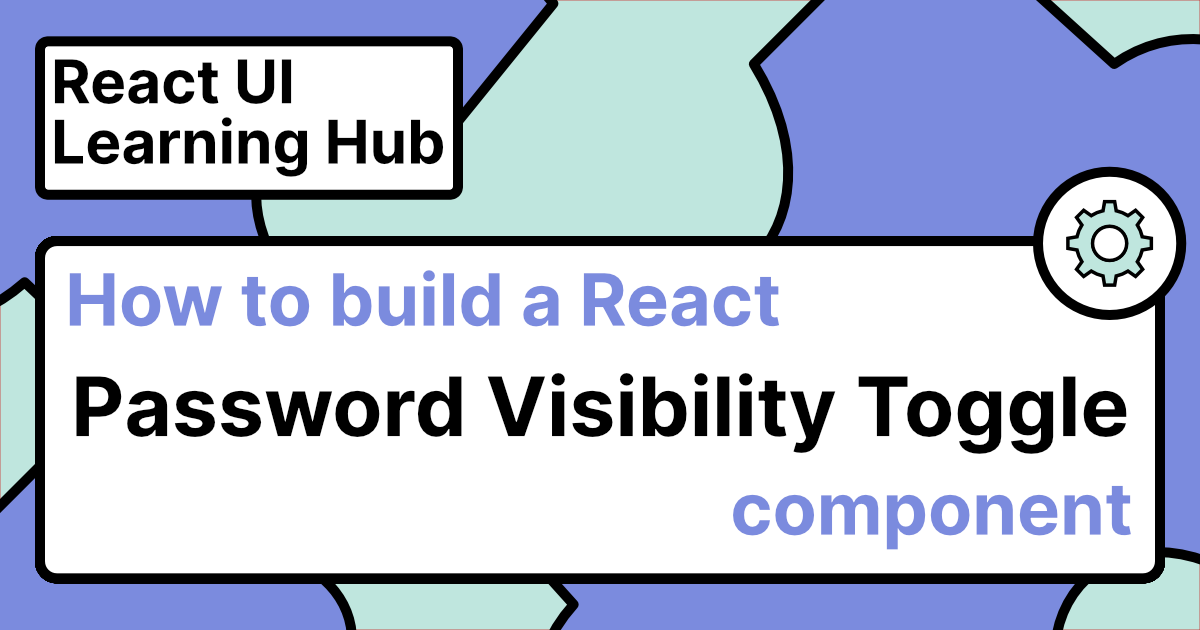 React UI
Learning Hub
How to build a React
Password Visibility Toggle
component